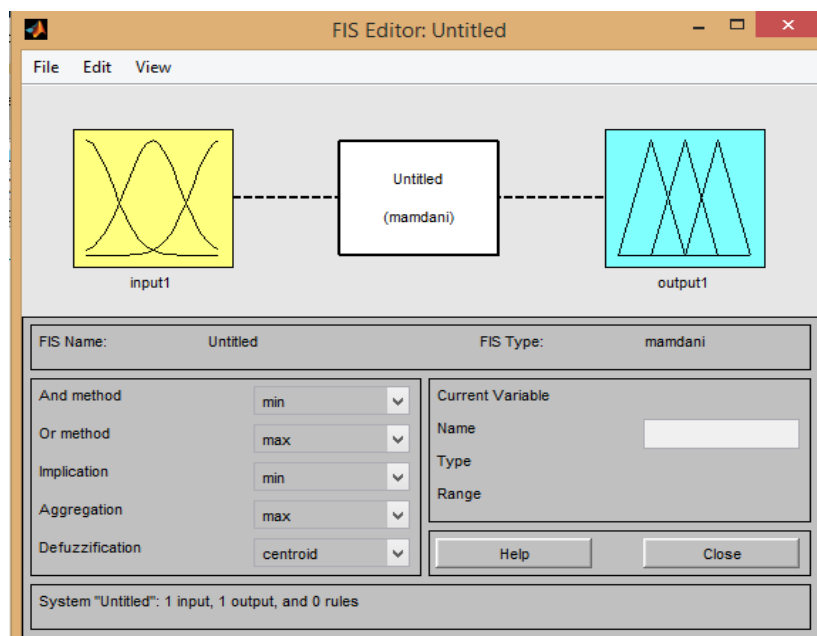 FIS Editor: Untitled
File Edit View
Untitled
(mamdani)
input1
output1
FIS Name: Untitled FIS Type: mamdani
And method min
Or method max
Implication min
Aggregation max
Defuzzification centroid
Current Variable
Name
Type
Range
Help Close
System "Untitled": 1 input, 1 output, and 0 rules